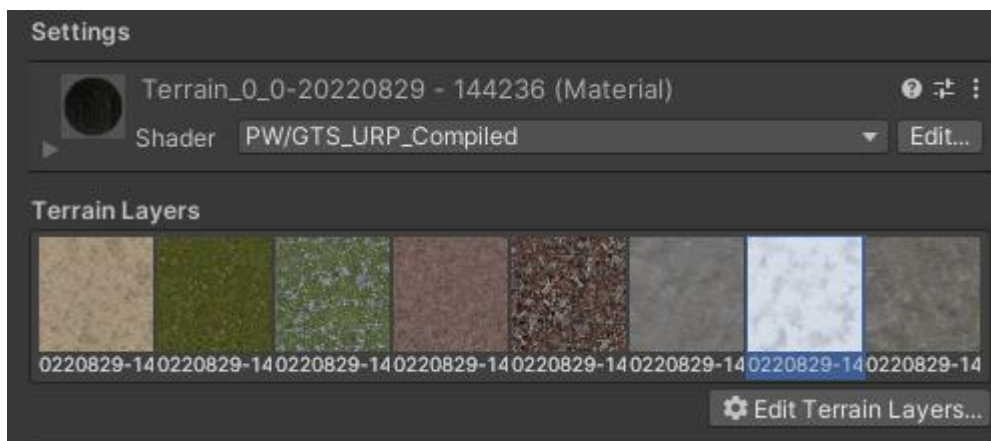 Settings
Terrain_0_0-20220829 - 144236 (Material)
Shader PW/GTS_URP_Compiled Edit...
Terrain Layers
0220829-14 0220829-14 0220829-14 0220829-14 0220829-14 0220829-14 0220829-14 0220829-14
Edit Terrain Layers...